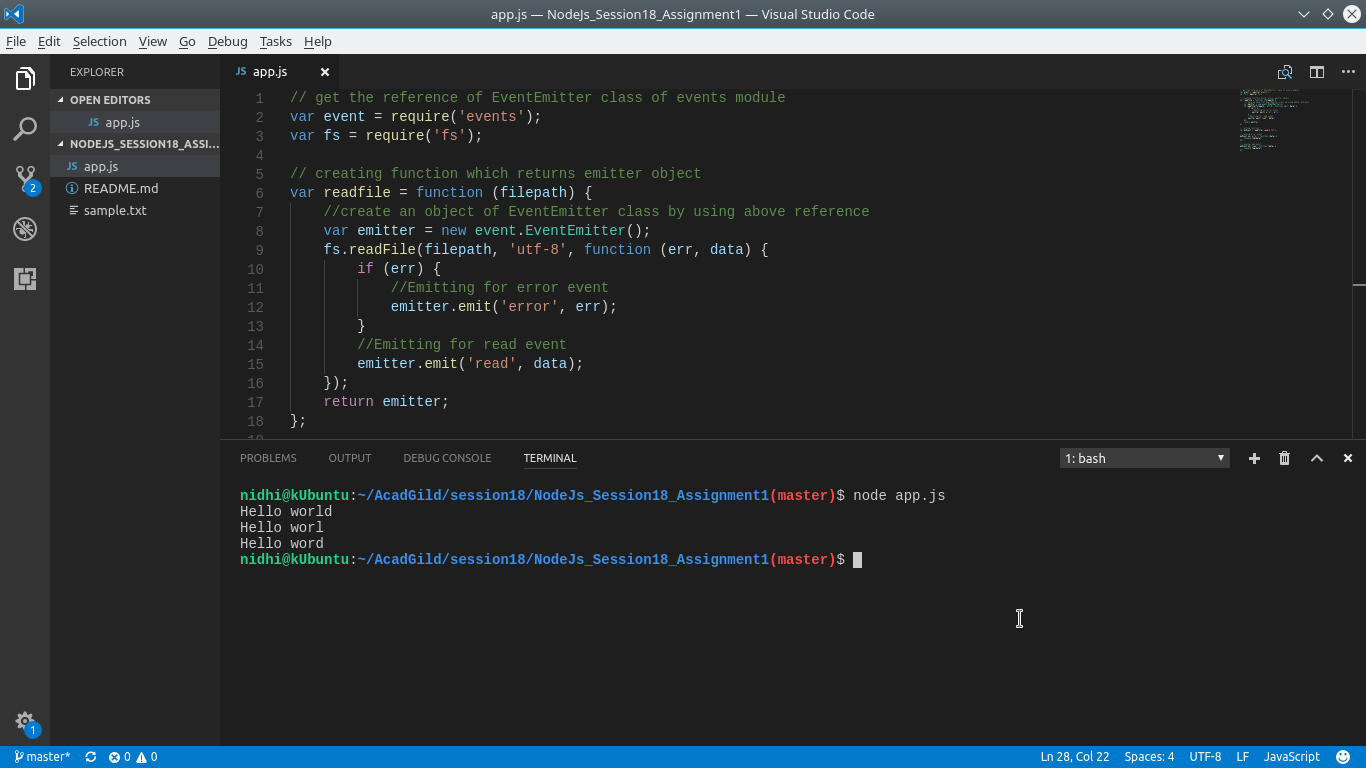 app.js — NodeJs_Session18_Assignment1 — Visual Studio Code
File Edit Selection View Go Debug Tasks Help
EXPLORER
OPEN EDITORS
JS app.js
NODEJS_SESSION18_ASSI...
JS app.js
README.md
sample.txt
2
1
JS app.js
1 // get the reference of EventEmitter class of events module
2 var event = require('events');
3 var fs = require('fs');
4
5 // creating function which returns emitter object
6 var readfile = function (filepath) {
7 //create an object of EventEmitter class by using above reference
8 var emitter = new event.EventEmitter();
9 fs.readFile(filepath, 'utf-8', function (err, data) {
10 if (err) {
11 //Emitting for error event
12 emitter.emit('error', err);
13 }
14 //Emitting for read event
15 emitter.emit('read', data);
16 });
17 return emitter;
18 };
PROBLEMS OUTPUT DEBUG CONSOLE TERMINAL 1: bash
nidhi@kUbuntu:~/AcadGild/session18/NodeJs_Session18_Assignment1(master)$ node app.js
Hello world
Hello worl
Hello word
nidhi@kUbuntu:~/AcadGild/session18/NodeJs_Session18_Assignment1(master)$
master* 0 0 Ln 28, Col 22 Spaces: 4 UTF-8 LF JavaScript